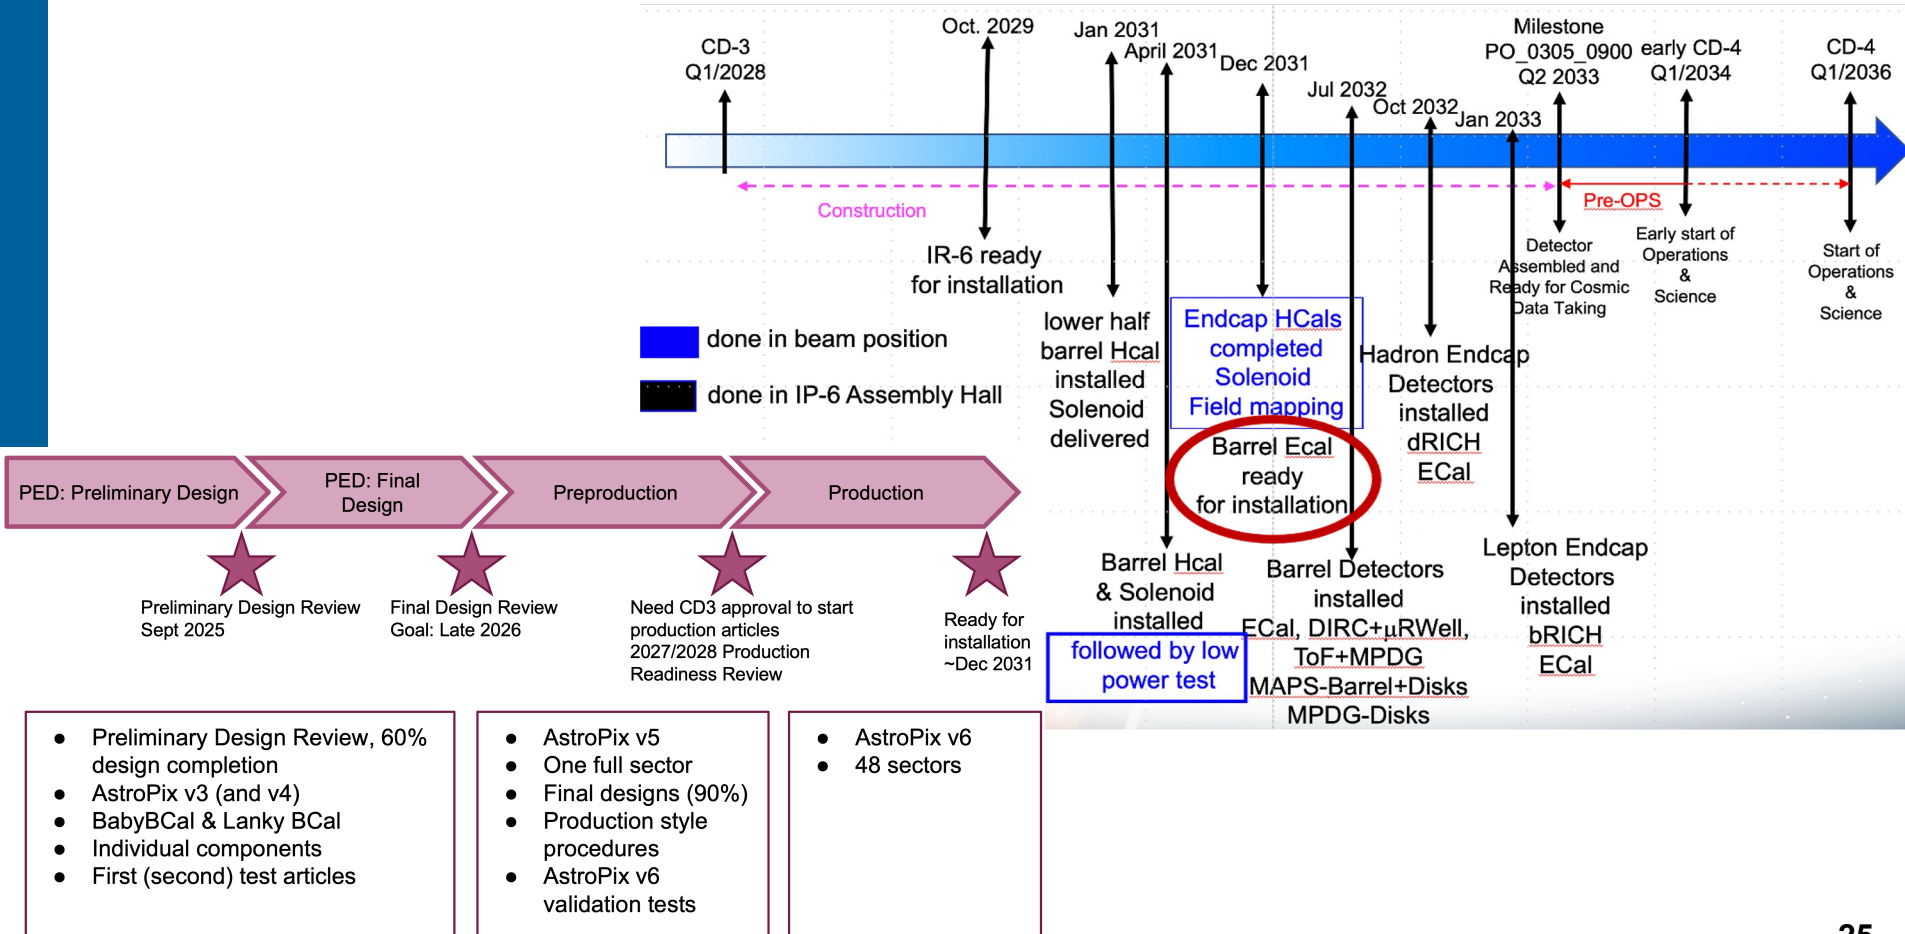 CD-3
Q1/2028
Oct. 2029
Jan 2031
April 2031
Dec 2031
Jul 2032
Oct 2032
Jan 2033
Milestone
PO_0305_0900
Q2 2033
early CD-4
Q1/2034
CD-4
Q1/2036
Construction
Pre-OPS
IR-6 ready
for installation
lower half
barrel Hcal
installed
Solenoid
delivered
Endcap HCals
completed
Solenoid
Field mapping
Barrel Ecal
ready
for installation
Hadron Endcap
Detectors
installed
dRICH
ECal
Detector
Assembled and
Ready for Cosmic
Data Taking
Early start of
Operations
&
Science
Start of
Operations
&
Science
done in beam position
done in IP-6 Assembly Hall
Barrel Hcal
& Solenoid
installed
followed by low
power test
Barrel Detectors
installed
ECal, DIRC+µRWell,
ToF+MPDG
MAPS-Barrel+Disks
MPDG-Disks
Lepton Endcap
Detectors
installed
bRICH
ECal
PED: Preliminary Design
PED: Final
Design
Preproduction
Production
Preliminary Design Review
Sept 2025
Final Design Review
Goal: Late 2026
Need CD3 approval to start
production articles
2027/2028 Production
Readiness Review
Ready for
installation
~Dec 2031
● Preliminary Design Review, 60%
design completion
● AstroPix v3 (and v4)
● BabyBCal & Lanky BCal
● Individual components
● First (second) test articles
● AstroPix v5
● One full sector
● Final designs (90%)
● Production style
procedures
● AstroPix v6
validation tests
● AstroPix v6
● 48 sectors